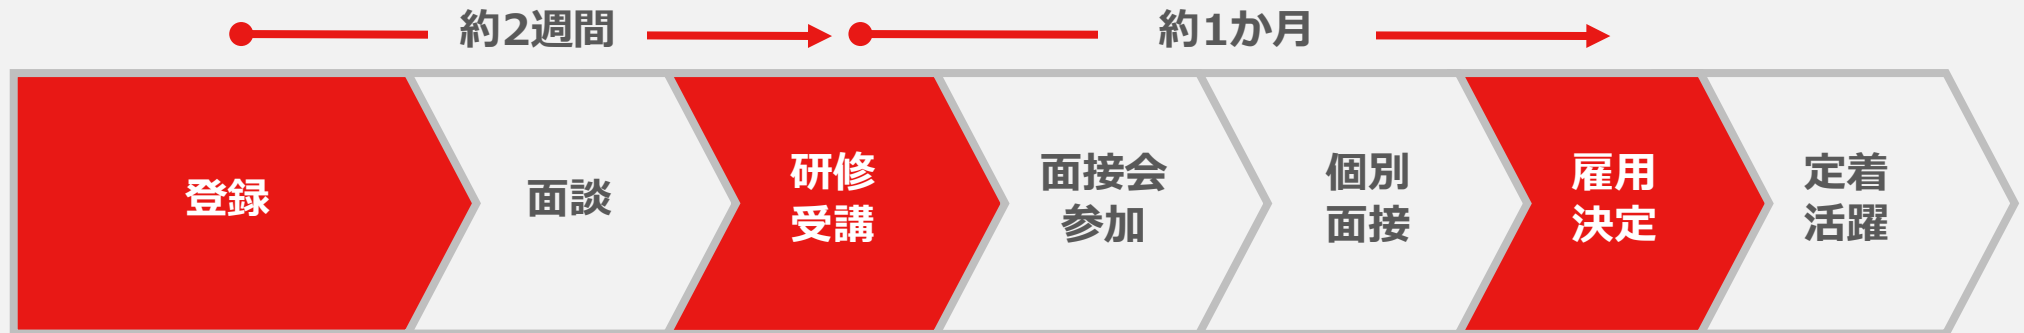 約2週間
約1か月
登録
面談
研修
受講
面接会
参加
個別
面接
雇用
決定
定着
活躍